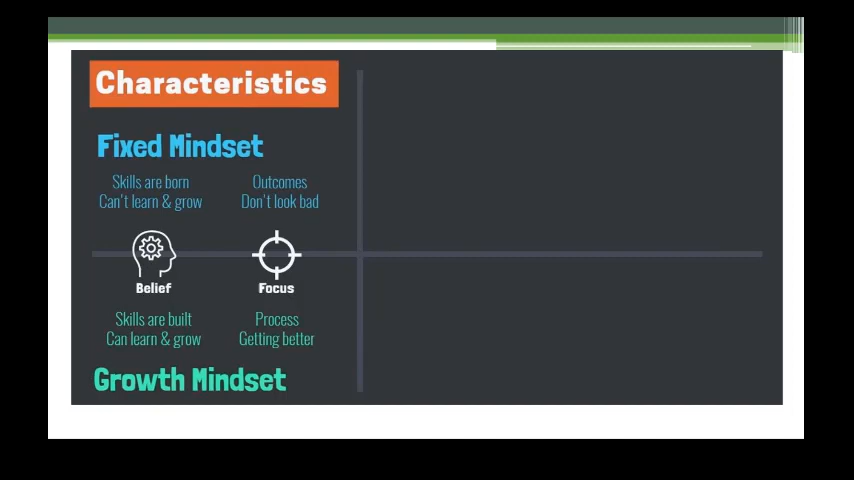 Characteristics
Fixed Mindset
Skills are born
Can't learn & grow
Outcomes
Don't look bad
Belief
Focus
Skills are built
Can learn & grow
Process
Getting better
Growth Mindset